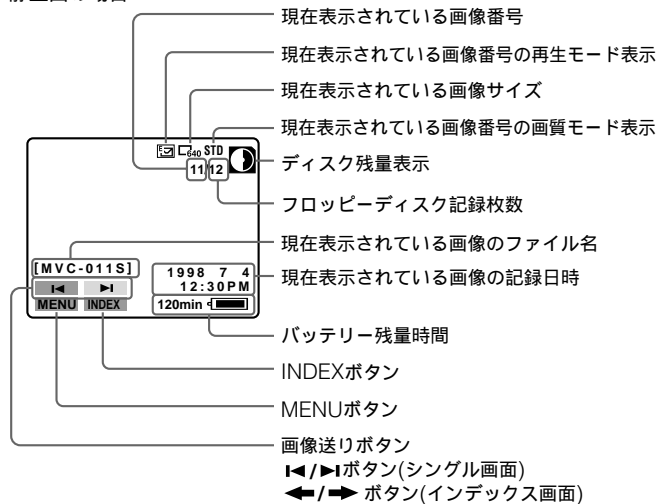 現在表示されている画像番号
現在表示されている画像番号の再生モード表示
現在表示されている画像サイズ
現在表示されている画像番号の画質モード表示
640 STD
11/12
ディスク残量表示
フロッピーディスク記録枚数
現在表示されている画像のファイル名
[MVC-011S]
1998 7 4
12:30PM
現在表示されている画像の記録日時
MENU INDEX
120min
バッテリー残量時間
INDEXボタン
MENUボタン
画像送りボタン
I◀/▶Iボタン(シングル画面)
←/→ ボタン(インデックス画面)